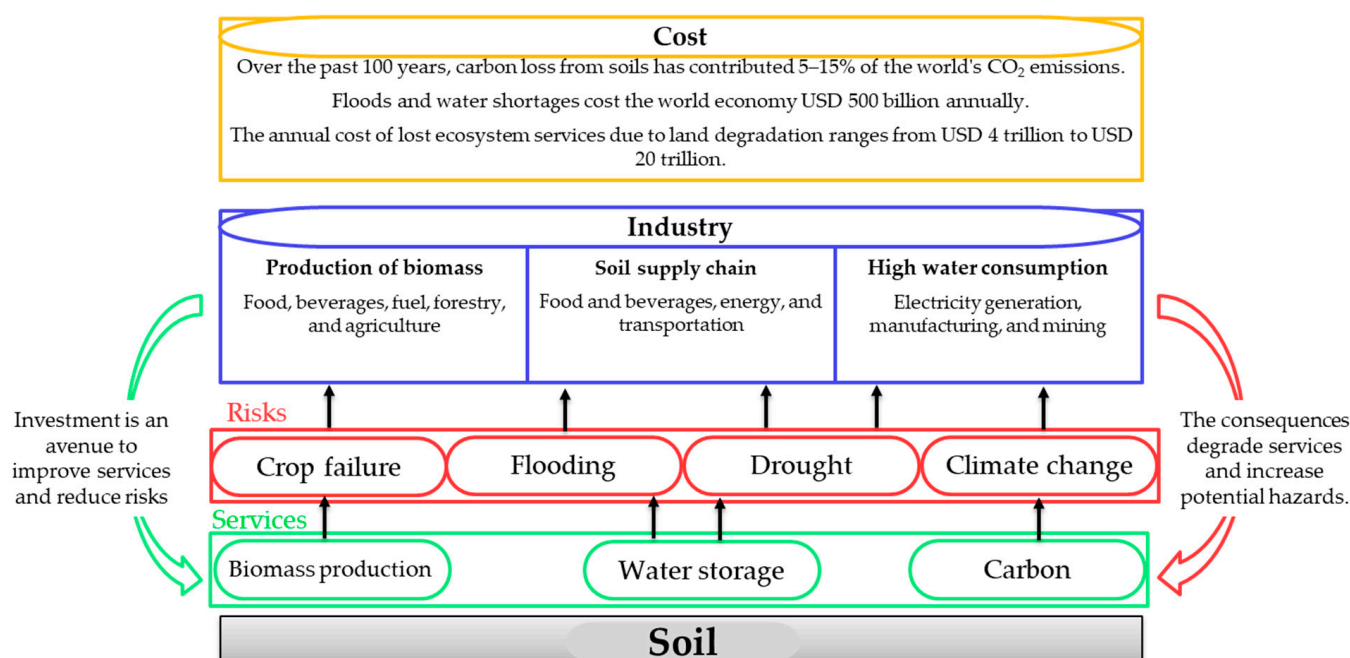 Cost
Over the past 100 years, carbon loss from soils has contributed 5–15% of the world's CO₂ emissions.
Floods and water shortages cost the world economy USD 500 billion annually.
The annual cost of lost ecosystem services due to land degradation ranges from USD 4 trillion to USD
20 trillion.
Industry
Production of biomass
Food, beverages, fuel, forestry,
and agriculture
Soil supply chain
Food and beverages, energy, and
transportation
High water consumption
Electricity generation,
manufacturing, and mining
Investment is an
avenue to
improve services
and reduce risks
Risks
Crop failure
Flooding
Drought
Climate change
The consequences
degrade services
and increase
potential hazards.
Services
Biomass production
Water storage
Carbon
Soil